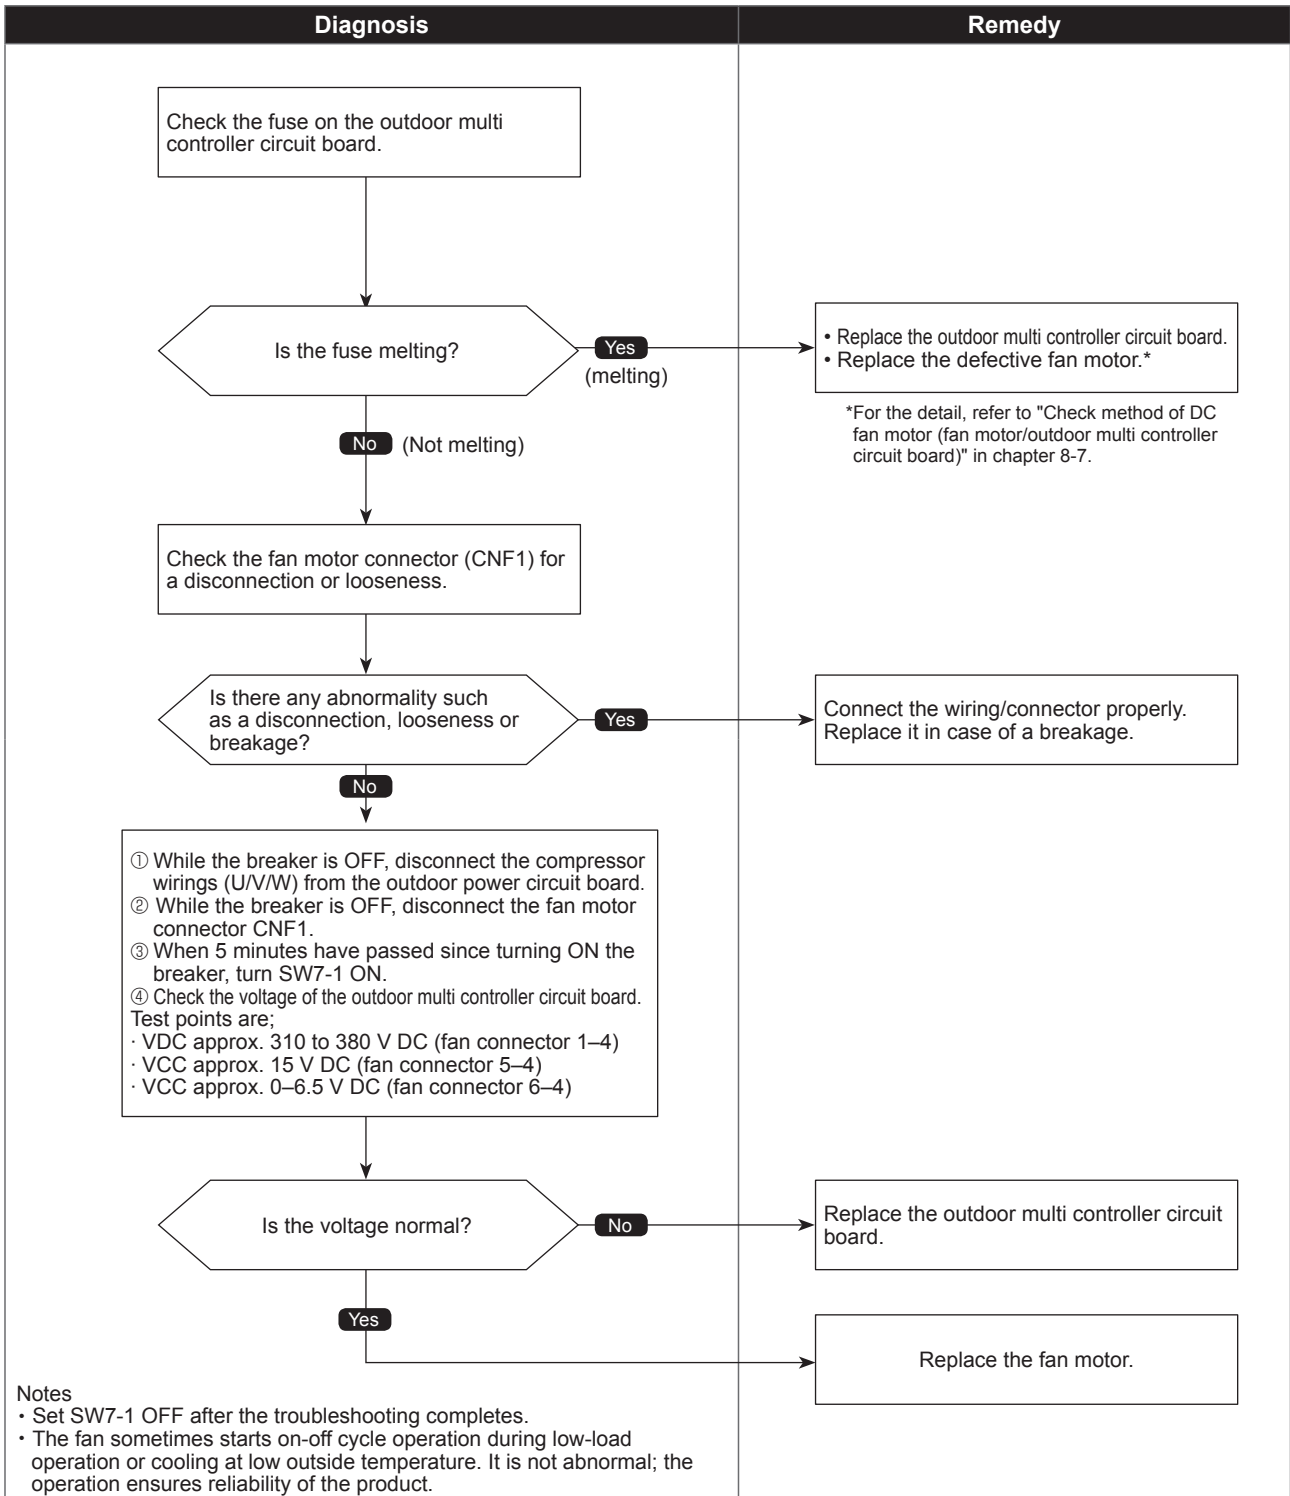 Diagnosis
Remedy
Check the fuse on the outdoor multi
controller circuit board.
Is the fuse melting?
Yes
(melting)
• Replace the outdoor multi controller circuit board.
• Replace the defective fan motor.*
*For the detail, refer to "Check method of DC
fan motor (fan motor/outdoor multi controller
circuit board)" in chapter 8-7.
No (Not melting)
Check the fan motor connector (CNF1) for
a disconnection or looseness.
Is there any abnormality such
as a disconnection, looseness or
breakage?
Yes
Connect the wiring/connector properly.
Replace it in case of a breakage.
No
① While the breaker is OFF, disconnect the compressor
wirings (U/V/W) from the outdoor power circuit board.
② While the breaker is OFF, disconnect the fan motor
connector CNF1.
③ When 5 minutes have passed since turning ON the
breaker, turn SW7-1 ON.
④ Check the voltage of the outdoor multi controller circuit board.
Test points are;
· VDC approx. 310 to 380 V DC (fan connector 1–4)
· VCC approx. 15 V DC (fan connector 5–4)
· VCC approx. 0–6.5 V DC (fan connector 6–4)
Is the voltage normal?
No
Replace the outdoor multi controller circuit
board.
Yes
Replace the fan motor.
Notes
・Set SW7-1 OFF after the troubleshooting completes.
・The fan sometimes starts on-off cycle operation during low-load
operation or cooling at low outside temperature. It is not abnormal; the
operation ensures reliability of the product.